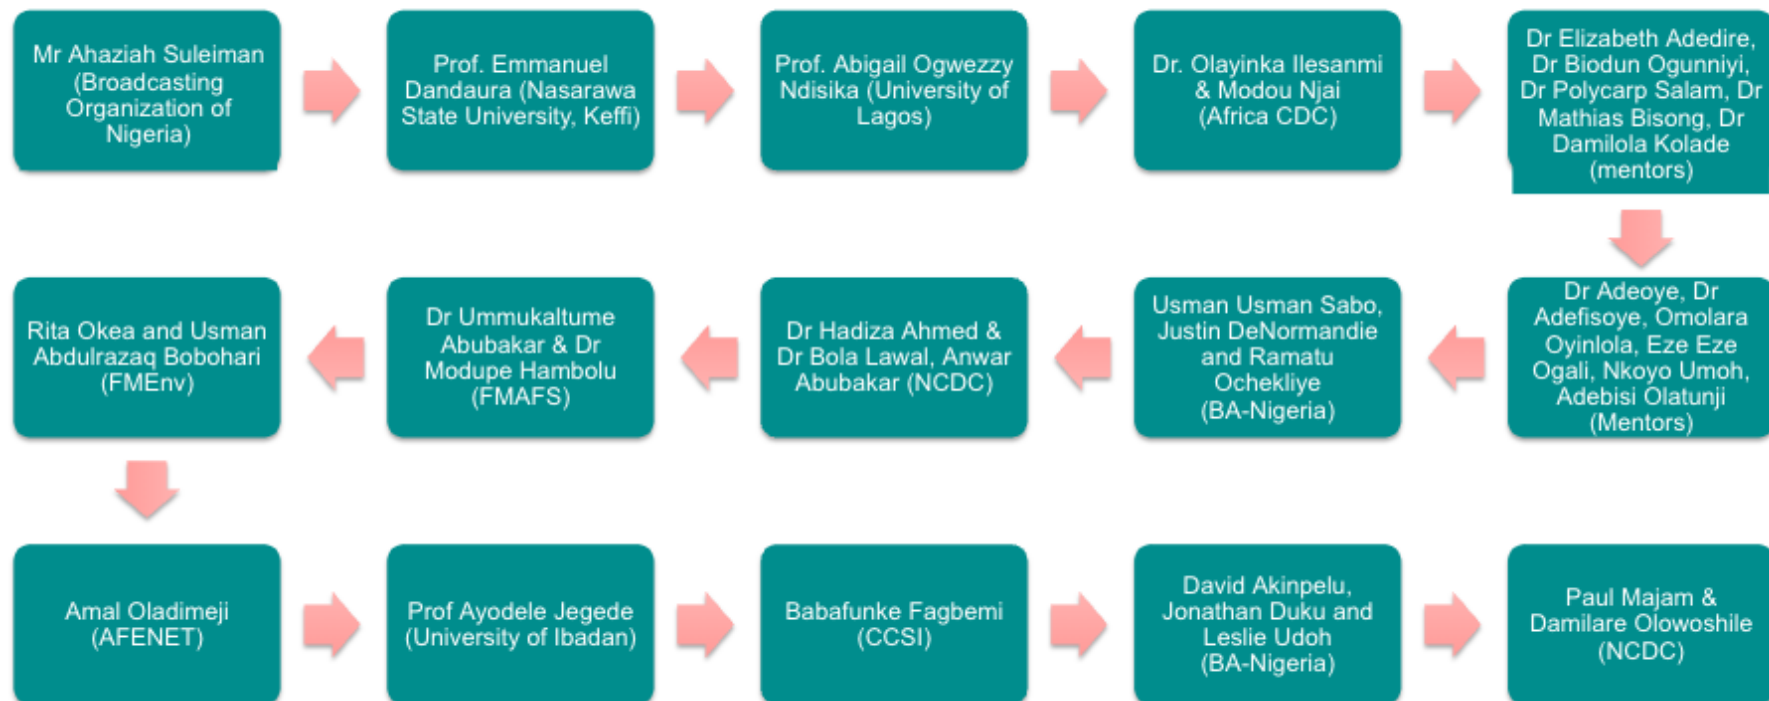 Mr Ahaziah Suleiman
(Broadcasting
Organization of
Nigeria)
Prof. Emmanuel
Dandaura (Nasarawa
State University, Keffi)
Prof. Abigail Ogwezzy
Ndisika (University of
Lagos)
Dr. Olayinka Ilesanmi
& Modou Njai
(Africa CDC)
Dr Elizabeth Adedire,
Dr Biodun Ogunniyi,
Dr Polycarp Salam, Dr
Mathias Bisong, Dr
Damilola Kolade
(mentors)
Dr Adeoye, Dr
Adefisoye, Omolara
Oyinlola, Eze Eze
Ogali, Nkoyo Umoh,
Adebisi Olatunji
(Mentors)
Usman Usman Sabo,
Justin DeNormandie
and Ramatu
Ochekliye
(BA-Nigeria)
Dr Hadiza Ahmed &
Dr Bola Lawal, Anwar
Abubakar (NCDC)
Dr Ummukaltume
Abubakar & Dr
Modupe Hambolu
(FMAFS)
Rita Okea and Usman
Abdulrazaq Bobohari
(FMEnv)
Amal Oladimeji
(AFENET)
Prof Ayodele Jegede
(University of Ibadan)
Babafunke Fagbemi
(CCSI)
David Akinpelu,
Jonathan Duku and
Leslie Udoh
(BA-Nigeria)
Paul Majam &
Damilare Olowoshile
(NCDC)